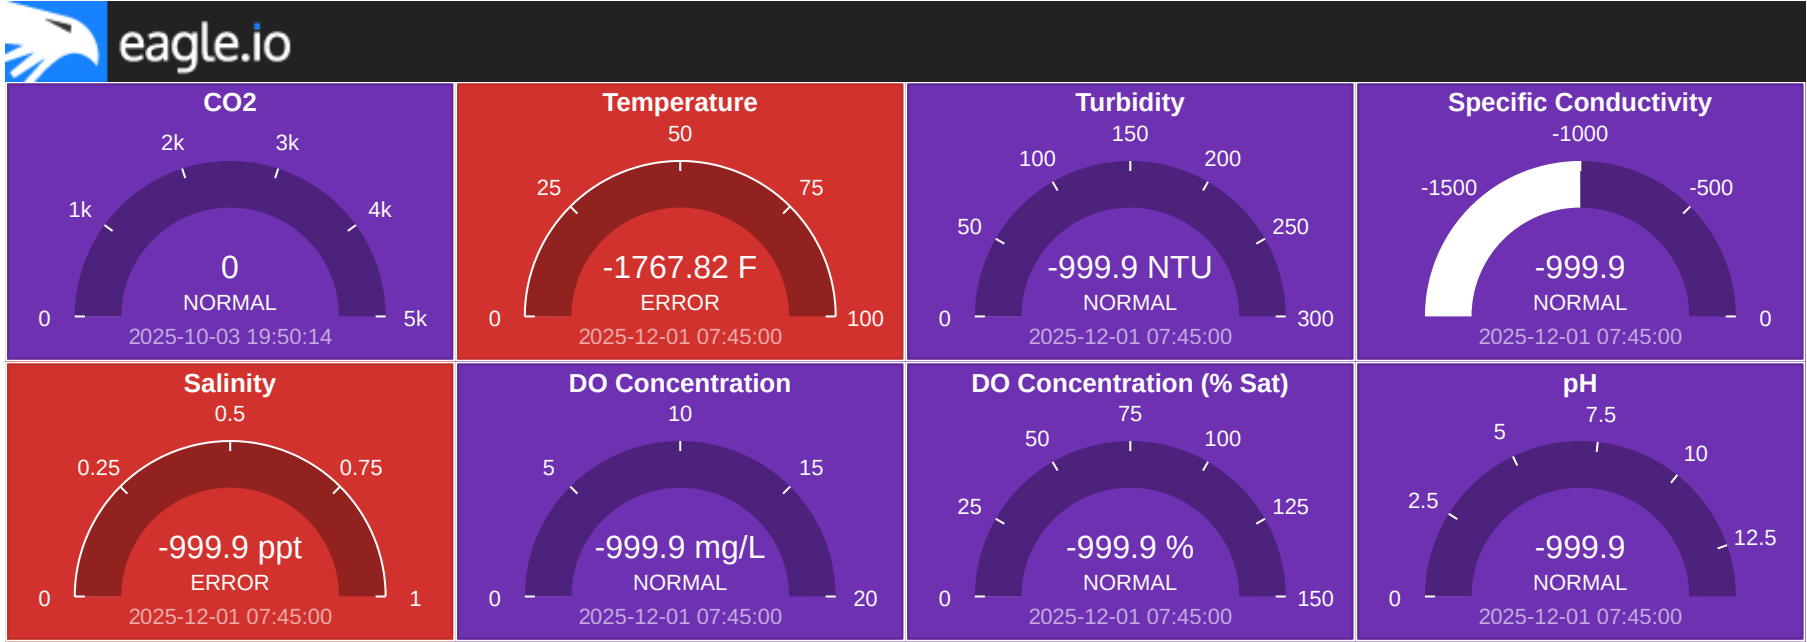 eagle.io
CO2
2k
3k
1k
4k
0
NORMAL
0
5k
2025-10-03 19:50:14
Temperature
50
25
75
-1767.82 F
ERROR
0
100
2025-12-01 07:45:00
Turbidity
150
100
200
50
250
-999.9 NTU
NORMAL
0
300
2025-12-01 07:45:00
Specific Conductivity
-1000
-1500
-500
-999.9
NORMAL
0
2025-12-01 07:45:00
Salinity
0.5
0.25
0.75
-999.9 ppt
ERROR
0
1
2025-12-01 07:45:00
DO Concentration
10
5
15
-999.9 mg/L
NORMAL
0
20
2025-12-01 07:45:00
DO Concentration (% Sat)
75
50
100
25
125
-999.9 %
NORMAL
0
150
2025-12-01 07:45:00
pH
7.5
5
10
2.5
12.5
-999.9
NORMAL
0
2025-12-01 07:45:00